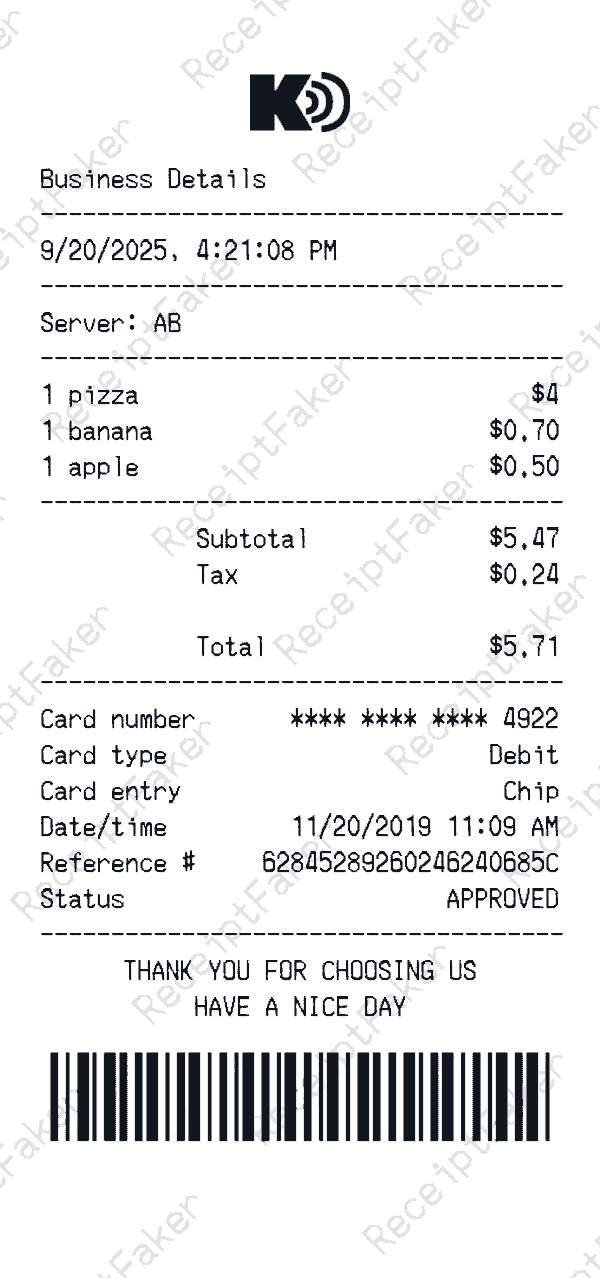 K
Business Details
9/20/2025, 4:21:08 PM
Server: AB
1 pizza $4
1 banana $0.70
1 apple $0.50
Subtotal $5.47
Tax $0.24
Total $5.71
Card number **** **** **** 4922
Card type Debit
Card entry Chip
Date/time 11/20/2019 11:09 AM
Reference # 62845289260246240685C
Status APPROVED
THANK YOU FOR CHOOSING US
HAVE A NICE DAY
ReceiptFaker